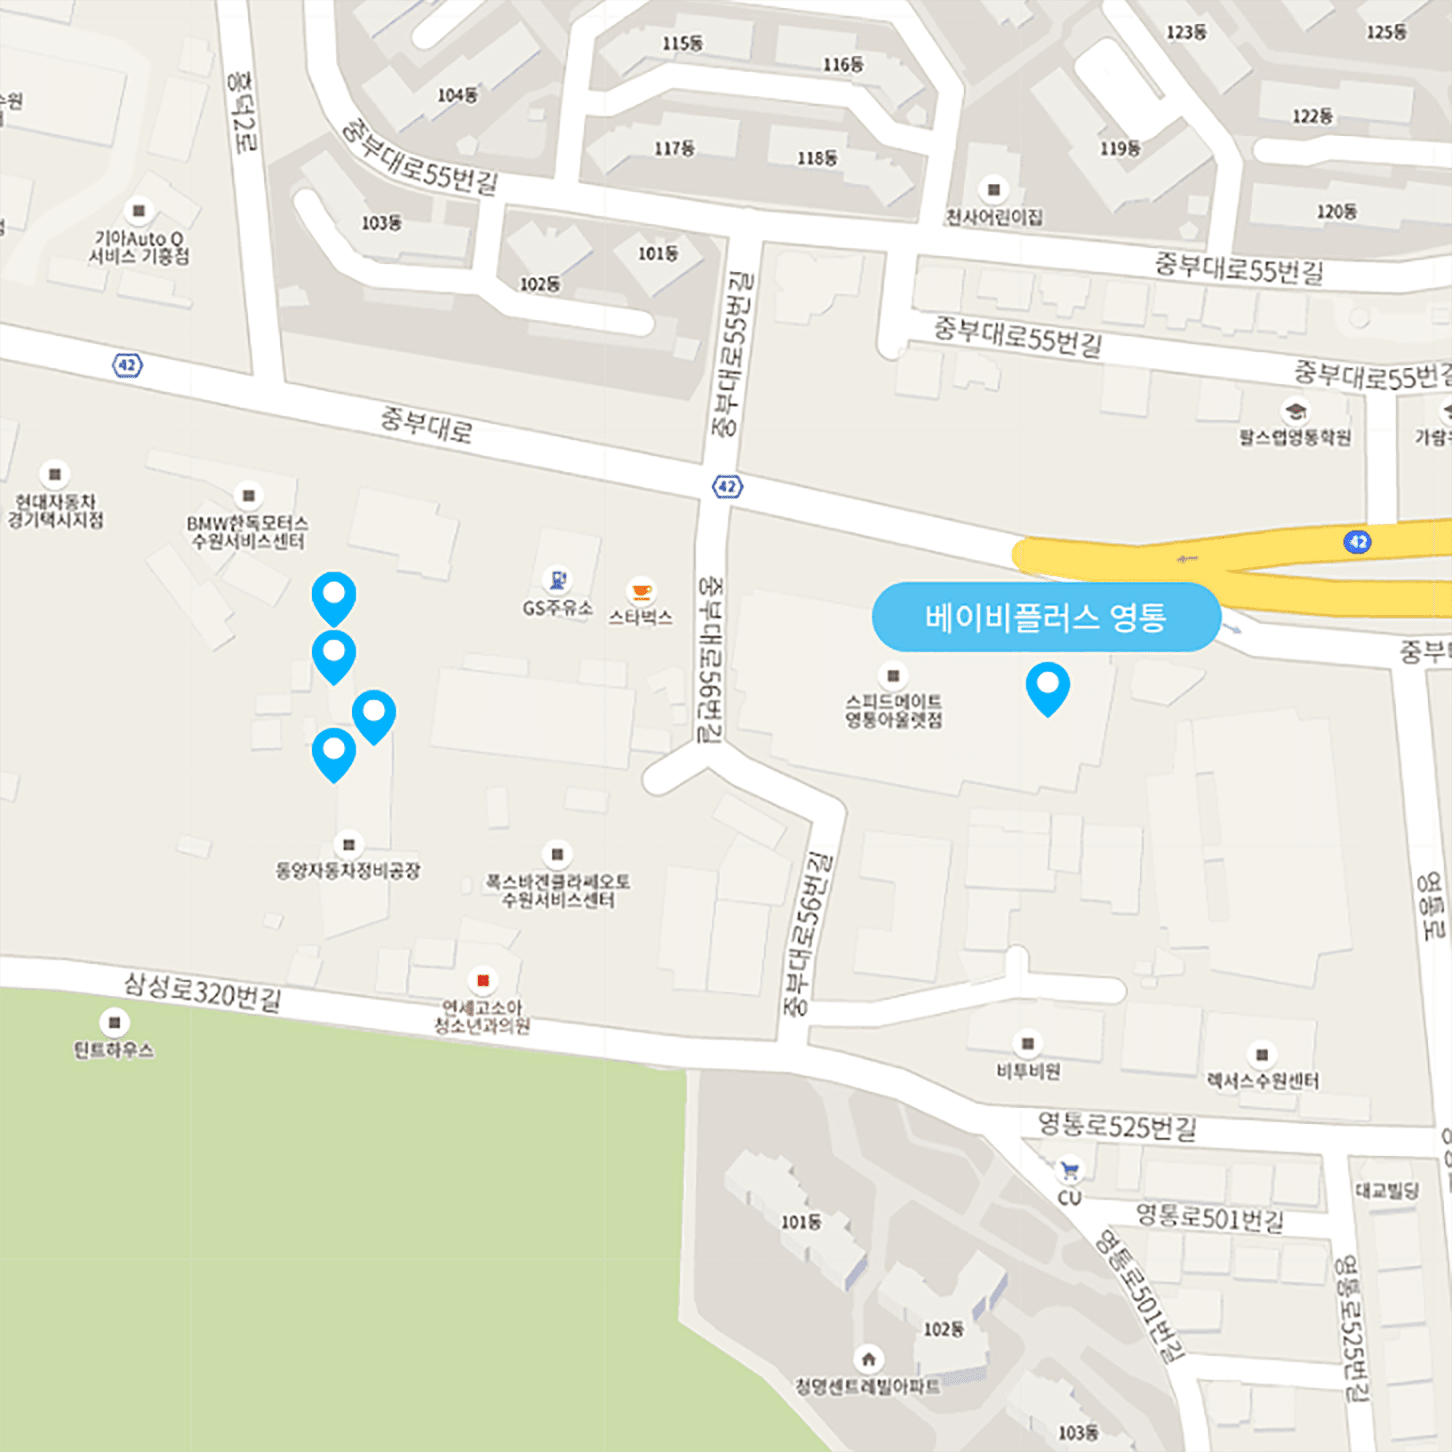 123동
125동
115동
116동
104동
122동
117동
118동
119동
120동
흥덕2로
중부대로55번길
103동
101동
102동
천사어린이집
기아Auto Q
서비스 기흥점
중부대로55번길
중부대로55번길
중부대로55번길
중부대로55번길
42
중부대로
42
42
팔스랩영통학원
현대자동차
경기택시지점
BMW한독모터스
수원서비스센터
GS주유소
스타벅스
베이비플러스 영통
스피드메이트
영통아울렛점
중부대로56번길
동양자동차정비공장
폭스바겐클라쎄오토
수원서비스센터
중부대로56번길
영통로
삼성로320번길
연세고소아
청소년과의원
틴트하우스
비투비원
렉서스수원센터
영통로525번길
CU
대교빌딩
영통로501번길
영통로501번길
영통로525번길
101동
102동
청명센트레빌아파트
103동